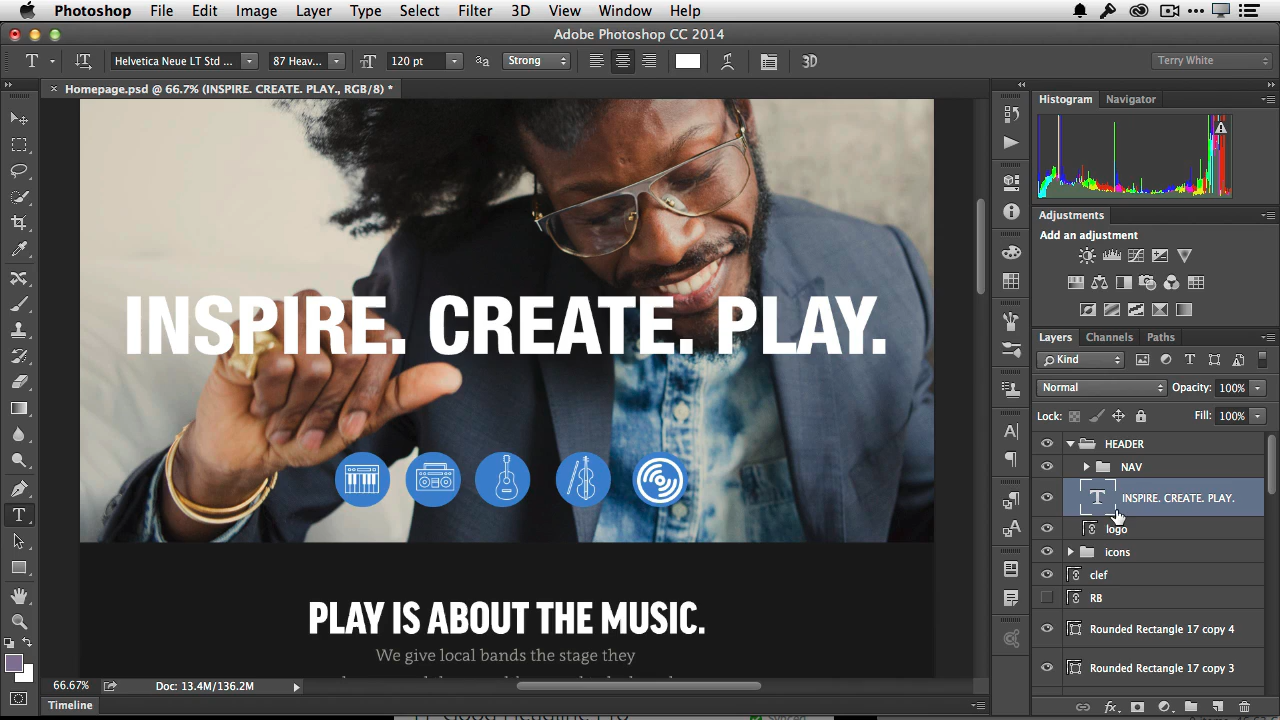 Photoshop File Edit Image Layer Type Select Filter 3D View Window Help
Adobe Photoshop CC 2014
T Helvetica Neue LT Std ... 87 Heav... 120 pt Strong 3D Terry White
Homepage.psd @ 66.7% (INSPIRE. CREATE. PLAY., RGB/8) *
Histogram Navigator
Adjustments
Add an adjustment
INSPIRE. CREATE. PLAY.
Layers Channels Paths
Kind
Normal Opacity: 100%
Lock: Fill: 100%
HEADER
NAV
INSPIRE. CREATE. PLAY.
logo
icons
clef
RB
Rounded Rectangle 17 copy 4
Rounded Rectangle 17 copy 3
PLAY IS ABOUT THE MUSIC.
We give local bands the stage they
66.67% Doc: 13.4M/136.2M
Timeline